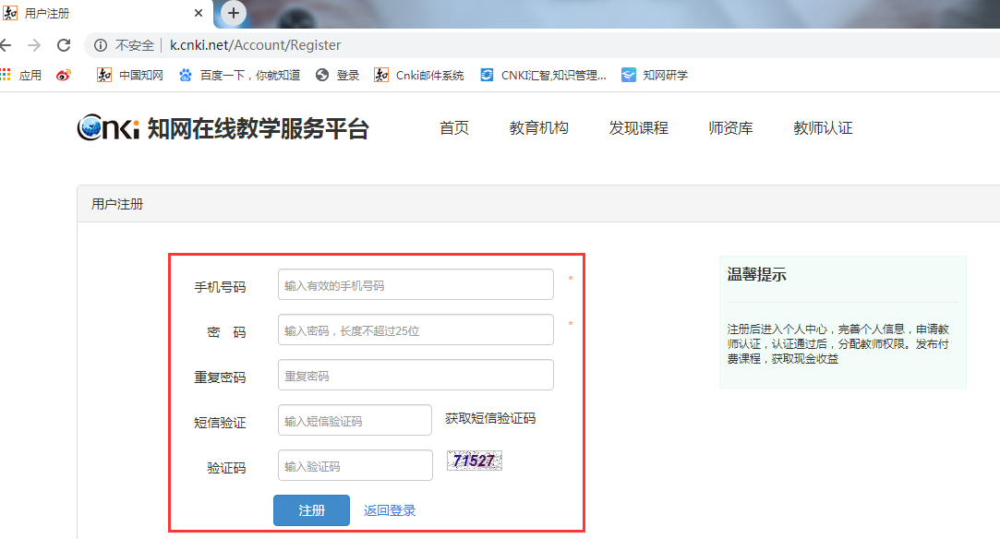 用户注册
不安全 k.cnki.net/Account/Register
应用 中国知网 百度一下，你就知道 登录 Cnki邮件系统 CNKI汇智,知识管理... 知网研学
Cnki 知网在线教学服务平台 首页 教育机构 发现课程 师资库 教师认证
用户注册
手机号码 输入有效的手机号码 *
密 码 输入密码，长度不超过25位 *
重复密码 重复密码
短信验证 输入短信验证码 获取短信验证码
验证码 输入验证码 71527
注册 返回登录
温馨提示
注册后进入个人中心，完善个人信息，申请教
师认证，认证通过后，分配教师权限。发布付
费课程，获取现金收益